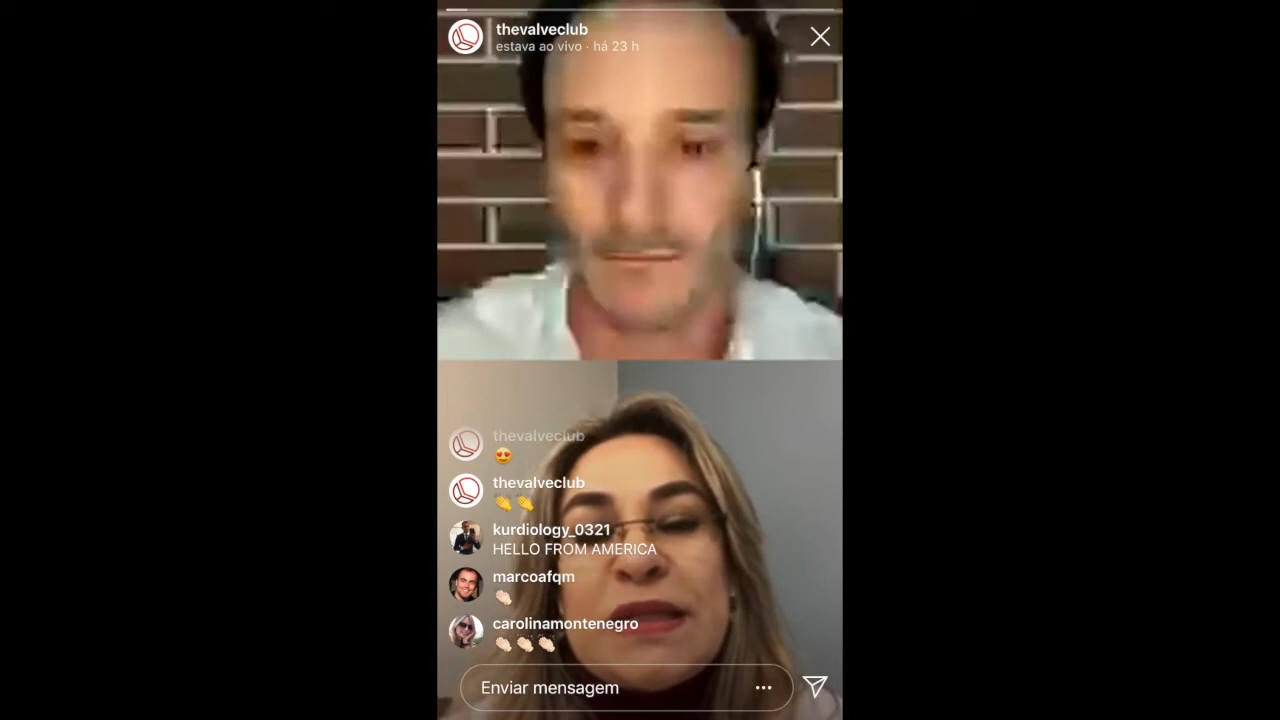 thevalveclub
estava ao vivo · há 23 h
thevalveclub
😍
thevalveclub
👏👏
kurdiology_0321
HELLO FROM AMERICA
marcoafqm
👏🏻
carolinamontenegro
👏🏻👏🏻👏🏻
Enviar mensagem